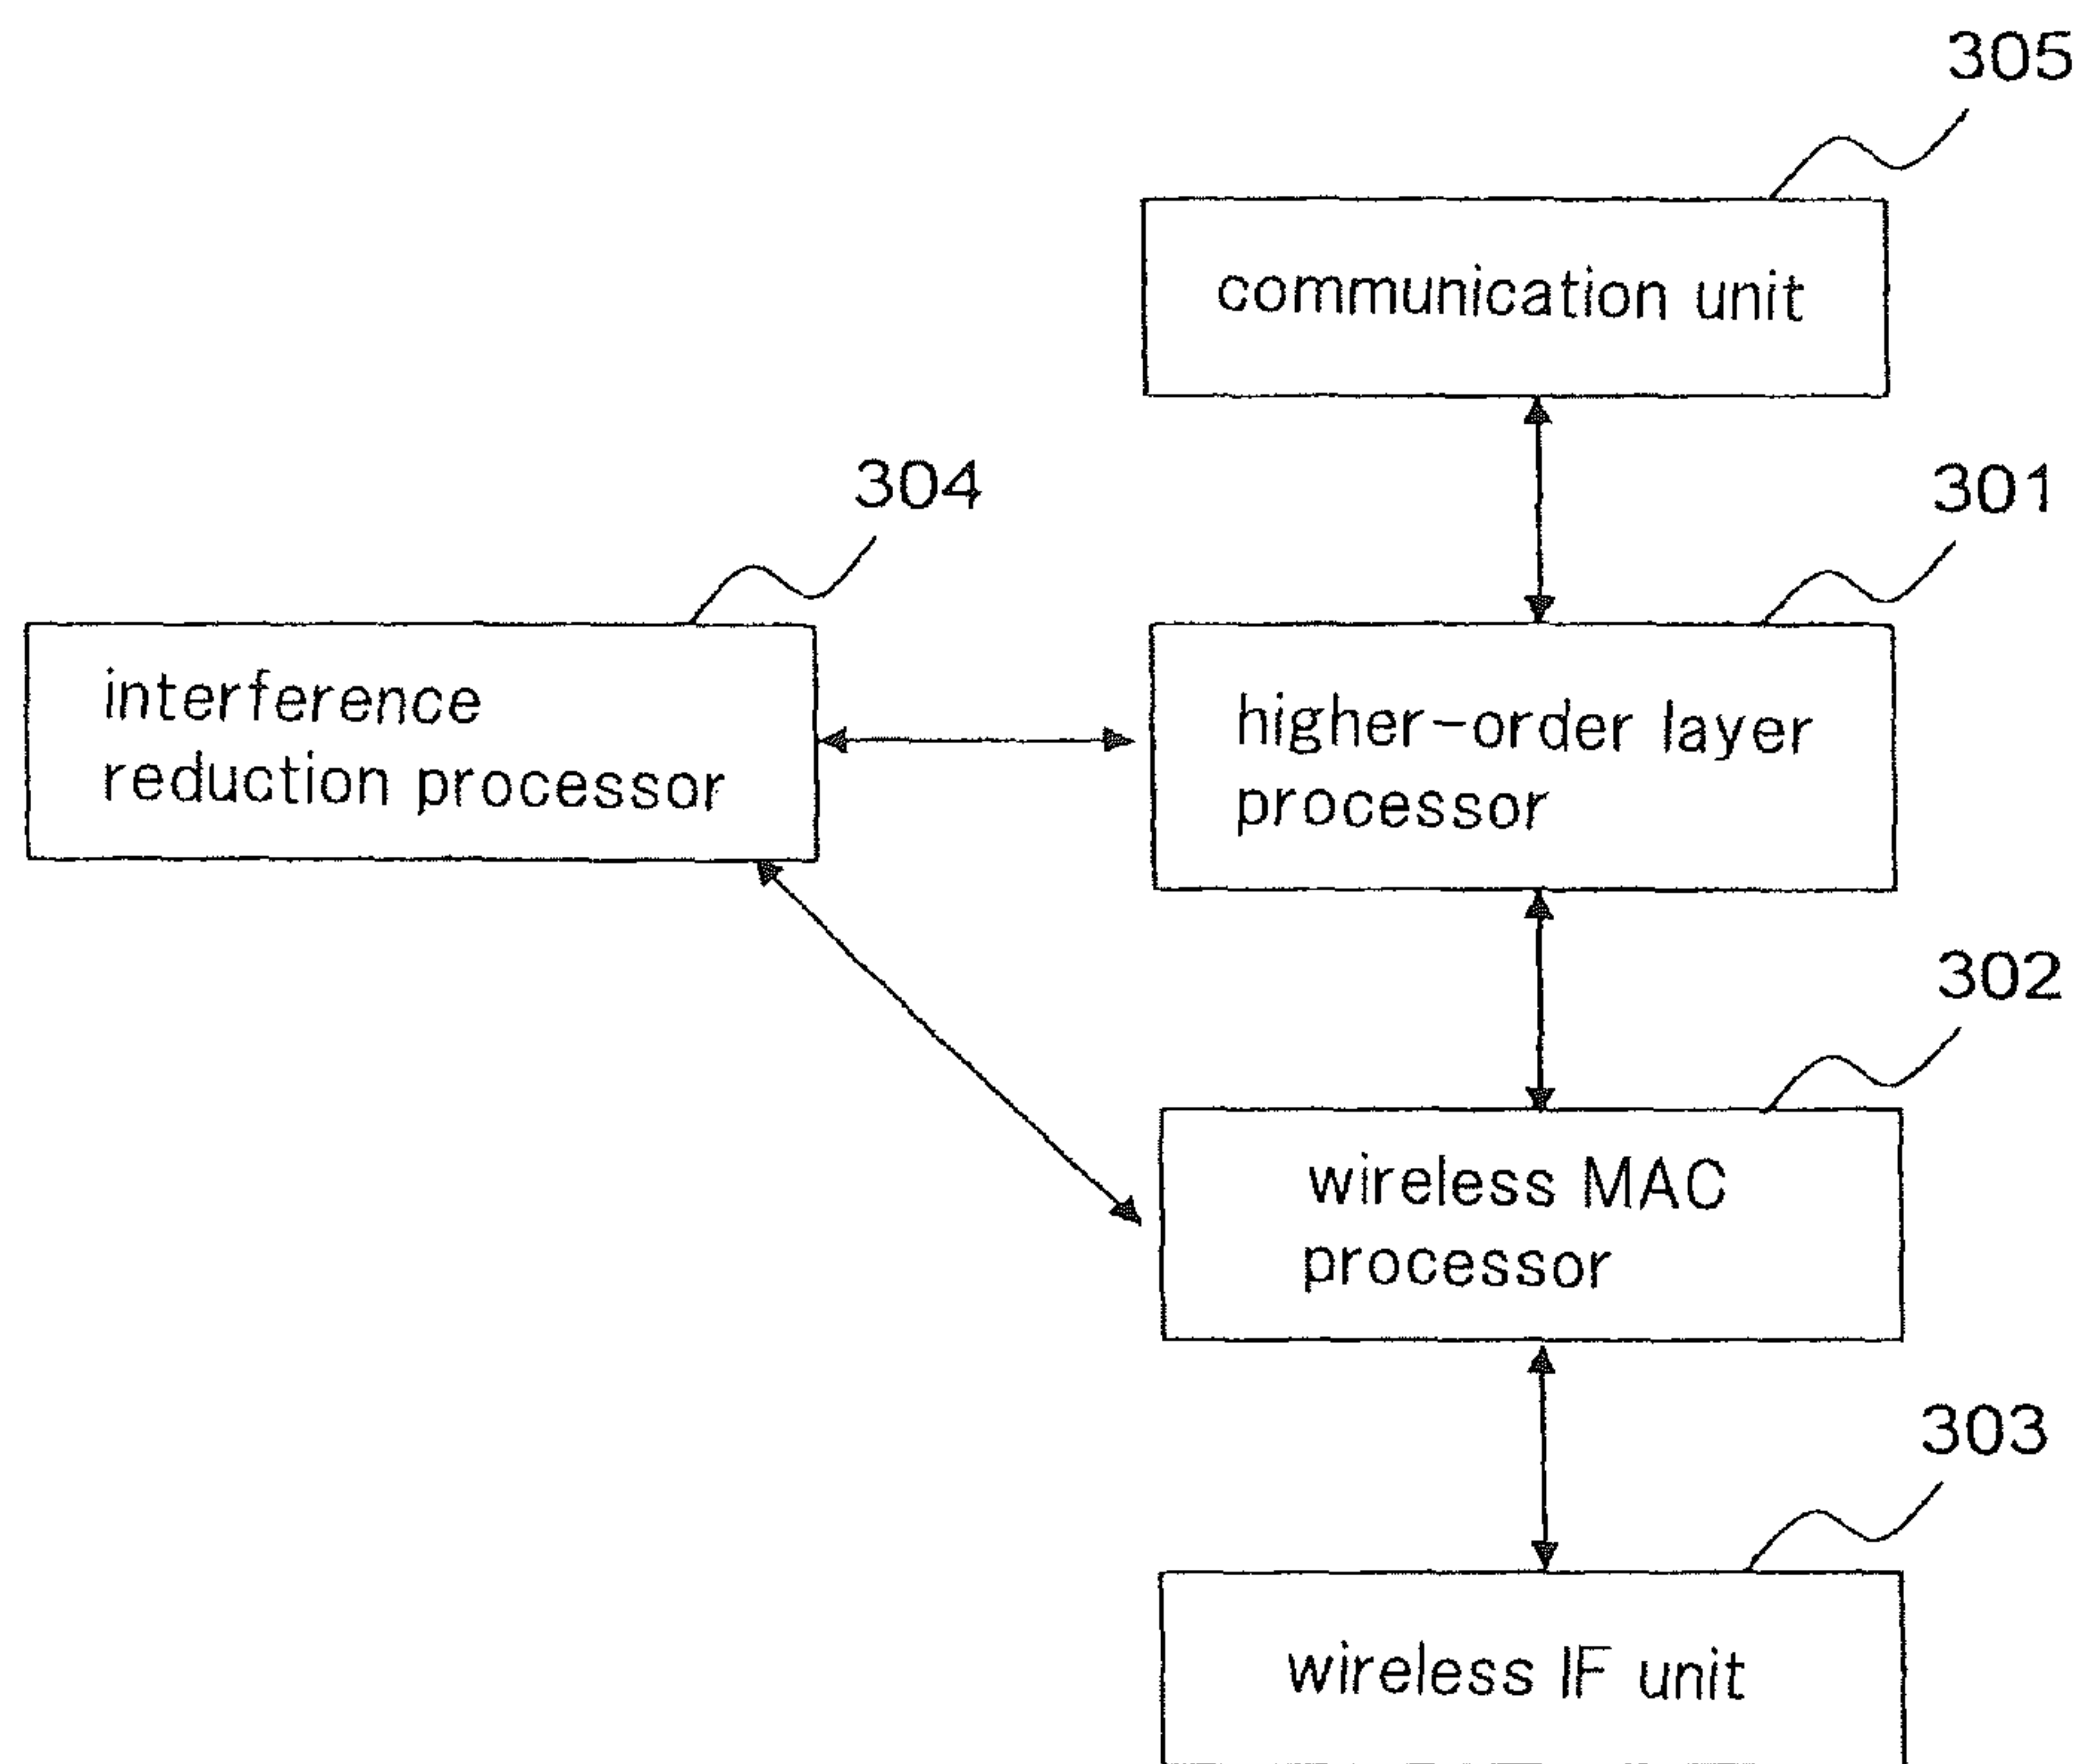 305
communication unit
304
301
interference
reduction processor
higher-order layer
processor
302
wireless MAC
processor
303
wireless IF unit